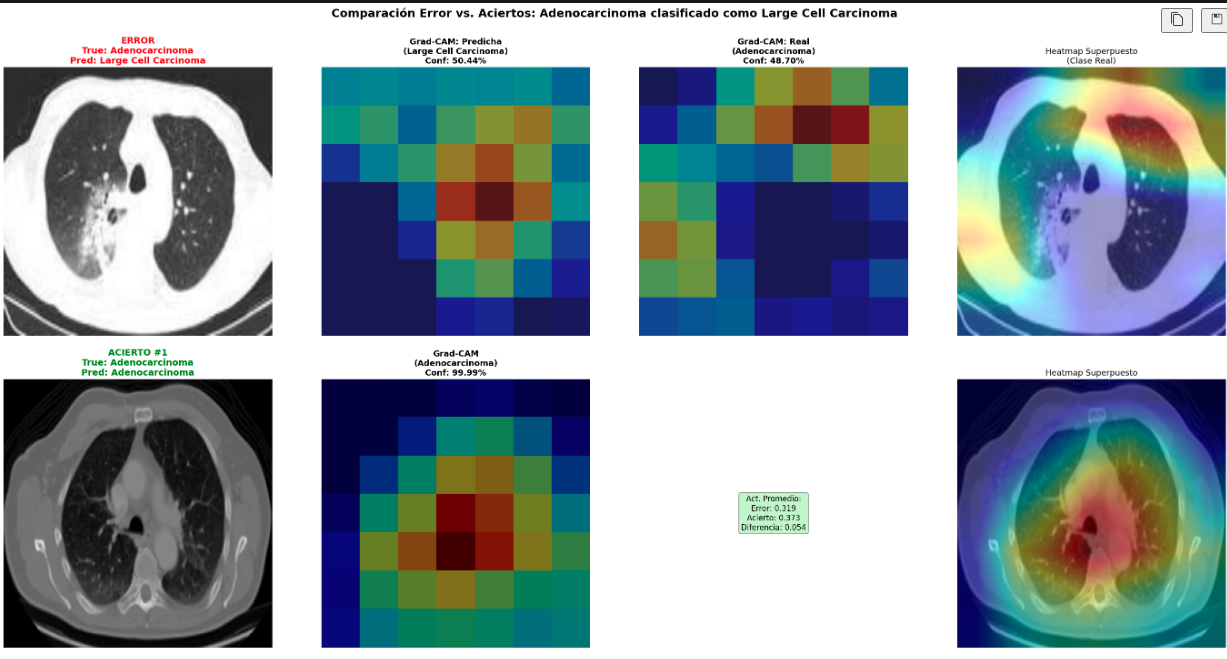 Comparación Error vs. Aciertos: Adenocarcinoma clasificado como Large Cell Carcinoma
ERROR
True: Adenocarcinoma
Pred: Large Cell Carcinoma
Grad-CAM: Predicha
(Large Cell Carcinoma)
Conf: 50.44%
Grad-CAM: Real
(Adenocarcinoma)
Conf: 48.70%
Heatmap Superpuesto
(Clase Real)
ACIERTO #1
True: Adenocarcinoma
Pred: Adenocarcinoma
Grad-CAM
(Adenocarcinoma)
Conf: 99.99%
Act. Promedio:
Error: 0.319
Acierto: 0.373
Diferencia: 0.054
Heatmap Superpuesto